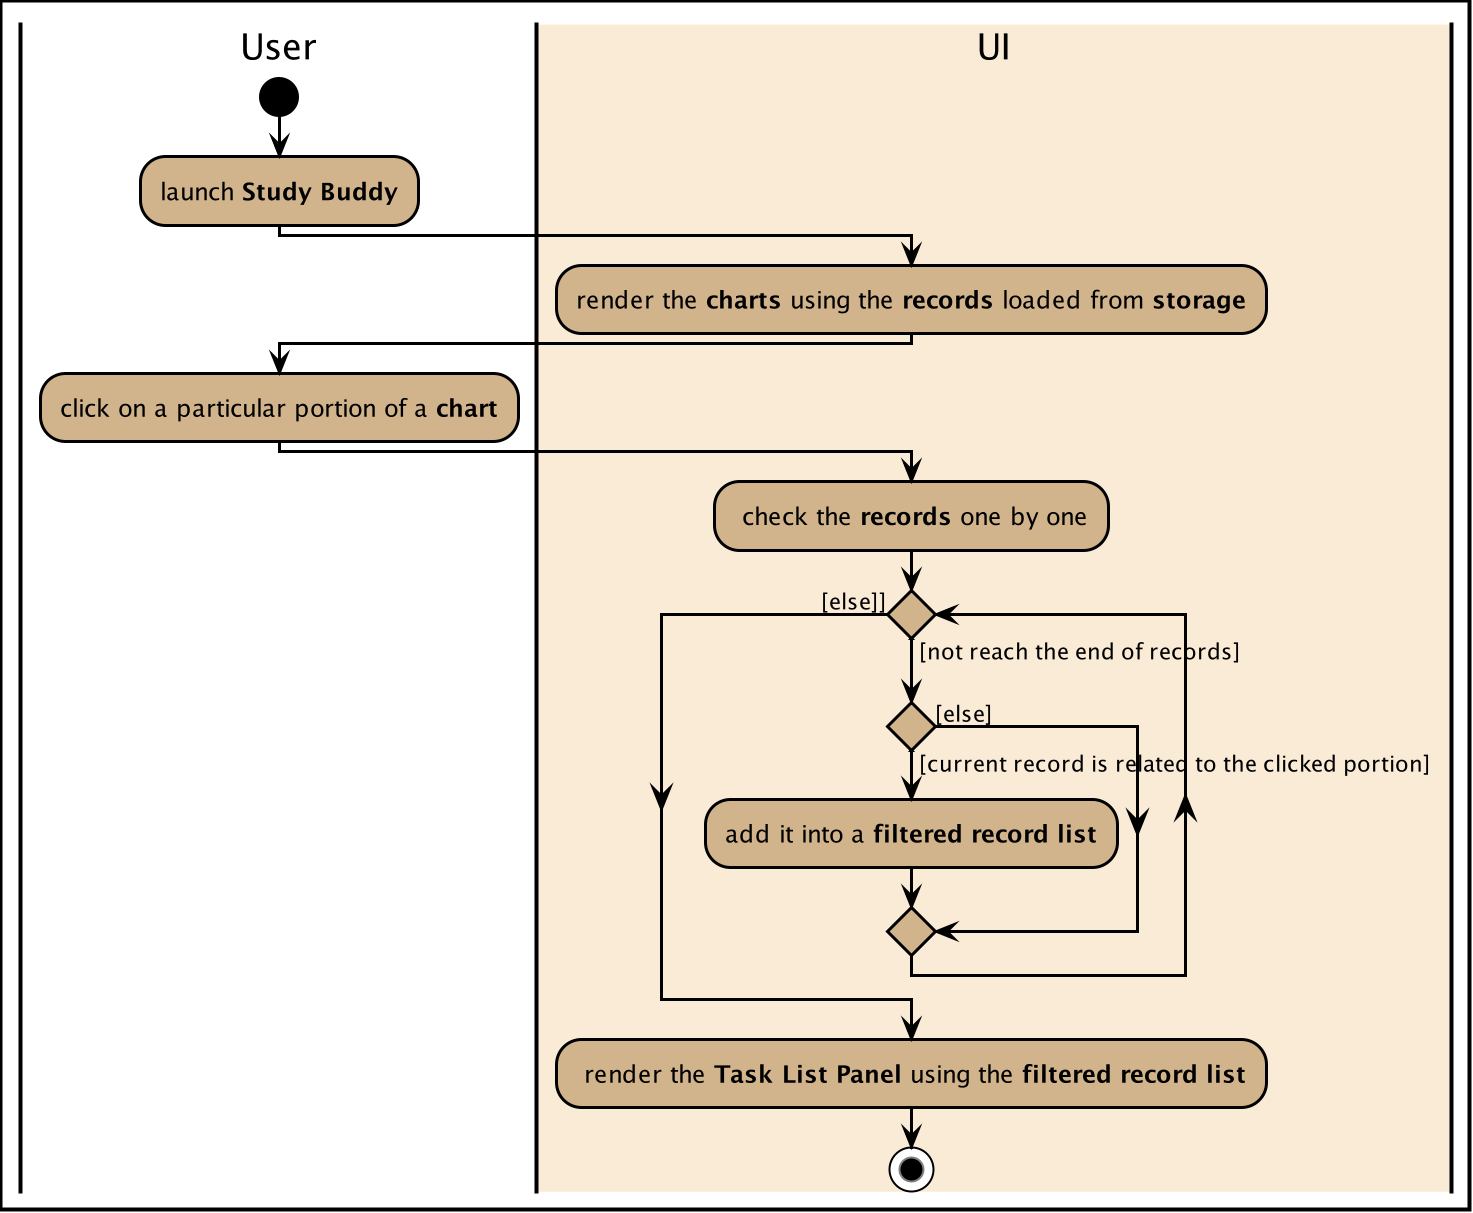 User
UI
launch Study Buddy
render the charts using the records loaded from storage
click on a particular portion of a chart
check the records one by one
[else]]
[not reach the end of records]
[else]
[current record is related to the clicked portion]
add it into a filtered record list
render the Task List Panel using the filtered record list